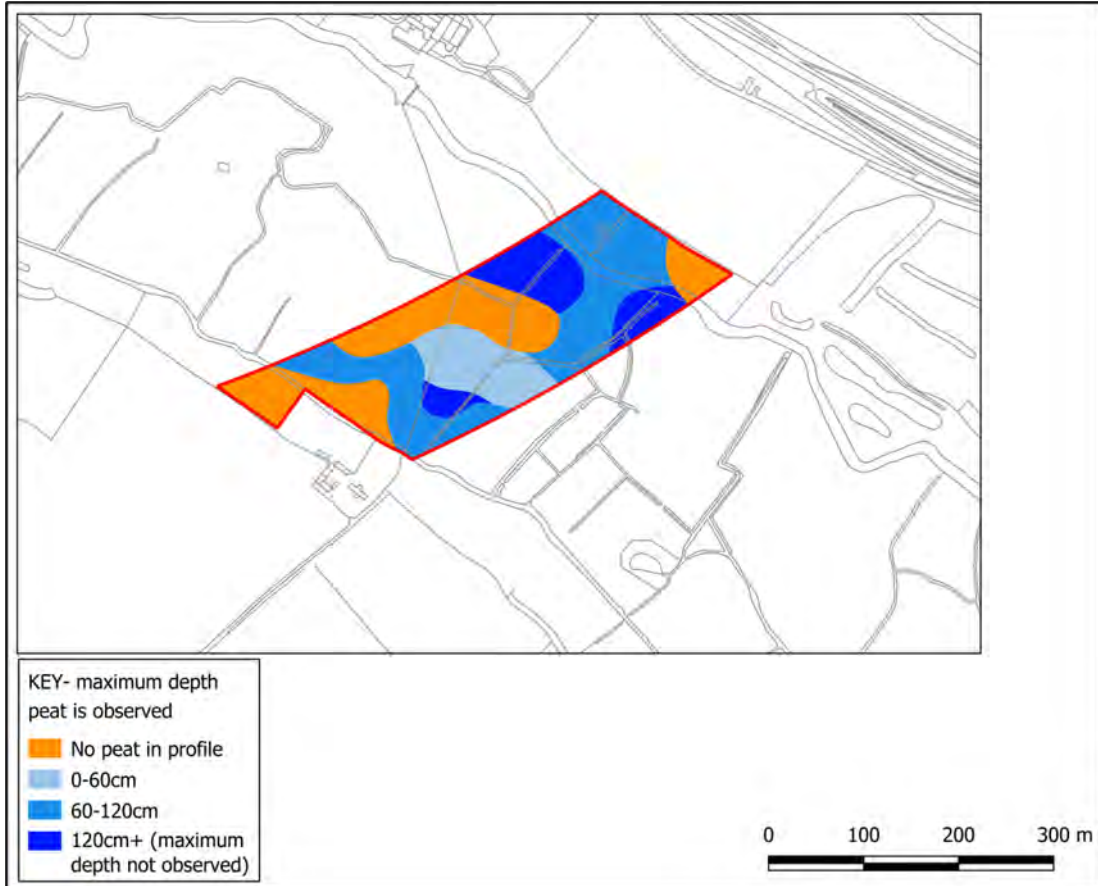 KEY- maximum depth
peat is observed
No peat in profile
0-60cm
60-120cm
120cm+ (maximum
depth not observed)
0 100 200 300 m